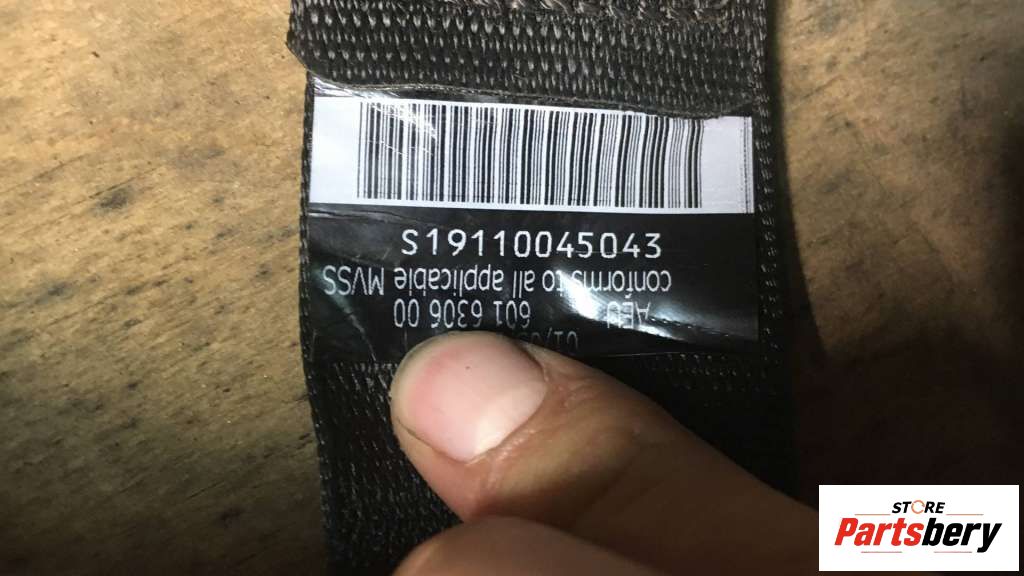 S19110045043
AEU 601 6306 00
conforms to all applicable MVSS
STORE
Partsbery